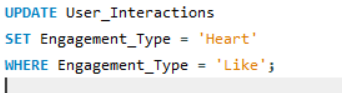 UPDATE User_Interactions
SET Engagement_Type = 'Heart'
WHERE Engagement_Type = 'Like';